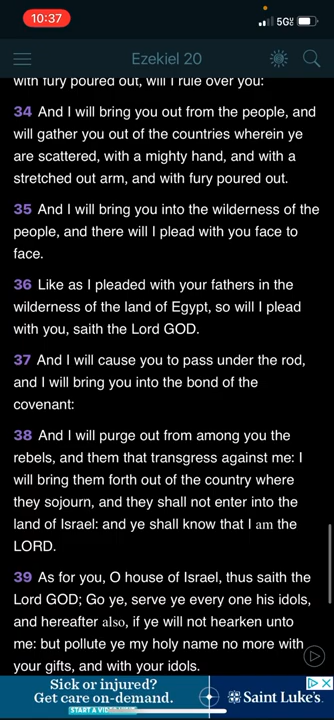 10:37
5G
Ezekiel 20
with fury poured out, will I rule over you:
34 And I will bring you out from the people, and
will gather you out of the countries wherein ye
are scattered, with a mighty hand, and with a
stretched out arm, and with fury poured out.
35 And I will bring you into the wilderness of the
people, and there will I plead with you face to
face.
36 Like as I pleaded with your fathers in the
wilderness of the land of Egypt, so will I plead
with you, saith the Lord GOD.
37 And I will cause you to pass under the rod,
and I will bring you into the bond of the
covenant:
38 And I will purge out from among you the
rebels, and them that transgress against me: I
will bring them forth out of the country where
they sojourn, and they shall not enter into the
land of Israel: and ye shall know that I am the
LORD.
39 As for you, O house of Israel, thus saith the
Lord GOD; Go ye, serve ye every one his idols,
and hereafter also, if ye will not hearken unto
me: but pollute ye my holy name no more with
your gifts, and with your idols.
Sick or injured?
Get care on-demand.
Saint Luke's